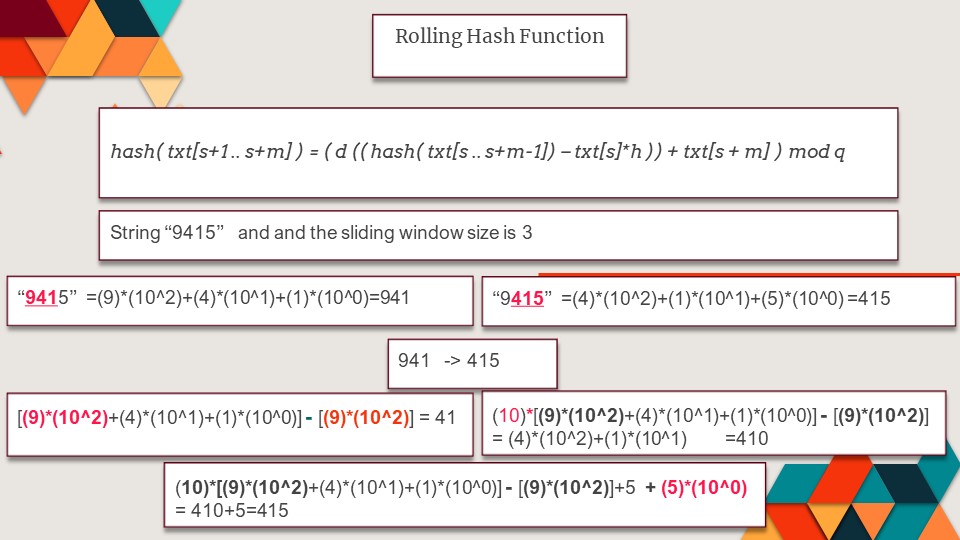 Rolling Hash Function
hash( txt[s+1 .. s+m] ) = ( d (( hash( txt[s .. s+m-1]) – txt[s]*h )) + txt[s + m] ) mod q
String “9415” and and the sliding window size is 3
“9415” =(9)*(10^2)+(4)*(10^1)+(1)*(10^0)=941
“9415” =(4)*(10^2)+(1)*(10^1)+(5)*(10^0)=415
941 -> 415
[(9)*(10^2)+(4)*(10^1)+(1)*(10^0)] - [(9)*(10^2)] = 41
(10)*[(9)*(10^2)+(4)*(10^1)+(1)*(10^0)] - [(9)*(10^2)]
= (4)*(10^2)+(1)*(10^1) =410
(10)*[(9)*(10^2)+(4)*(10^1)+(1)*(10^0)] - [(9)*(10^2)]+5 + (5)*(10^0)
= 410+5=415